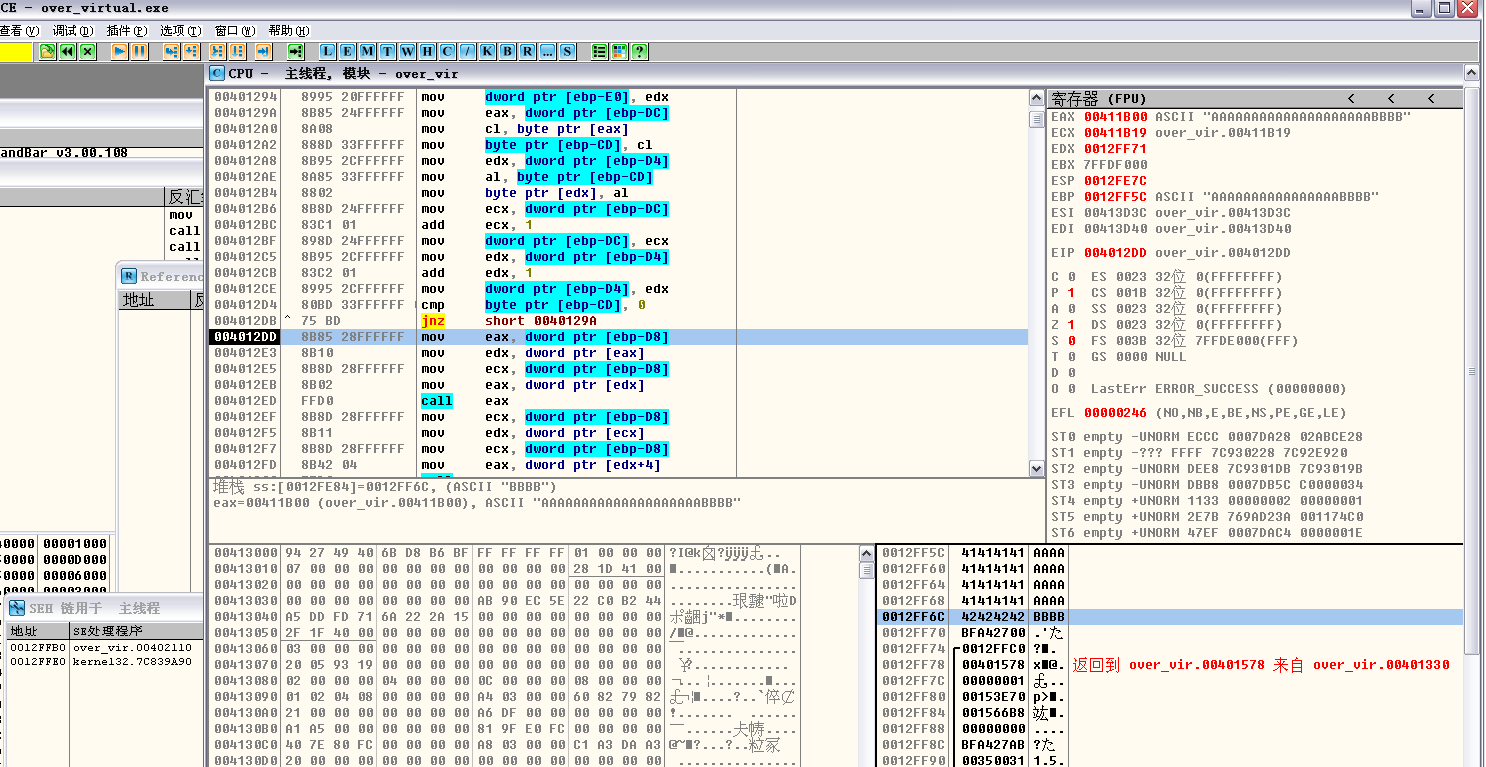 CE - over_virtual.exe
查看(V) 调试(D) 插件(P) 选项(T) 窗口(W) 帮助(H)
L E M T W H C / K B R ... S
CPU - 主线程, 模块 - over_vir
andBar v3.00.108
反汇
mov
call
call
Referenc
地址
00401294 8995 20FFFFFF mov dword ptr [ebp-E0], edx
0040129A 8B85 24FFFFFF mov eax, dword ptr [ebp-DC]
004012A0 8A08 mov cl, byte ptr [eax]
004012A2 888D 33FFFFFF mov byte ptr [ebp-CD], cl
004012A8 8B95 2CFFFFFF mov edx, dword ptr [ebp-D4]
004012AE 8A85 33FFFFFF mov al, byte ptr [ebp-CD]
004012B4 8802 mov byte ptr [edx], al
004012B6 8B8D 24FFFFFF mov ecx, dword ptr [ebp-DC]
004012BC 83C1 01 add ecx, 1
004012BF 898D 24FFFFFF mov dword ptr [ebp-DC], ecx
004012C5 8B95 2CFFFFFF mov edx, dword ptr [ebp-D4]
004012CB 83C2 01 add edx, 1
004012CE 8995 2CFFFFFF mov dword ptr [ebp-D4], edx
004012D4 80BD 33FFFFFF cmp byte ptr [ebp-CD], 0
004012DB ^ 75 BD jnz short 0040129A
004012DD 8B85 28FFFFFF mov eax, dword ptr [ebp-D8]
004012E3 8B10 mov edx, dword ptr [eax]
004012E5 8B8D 28FFFFFF mov ecx, dword ptr [ebp-D8]
004012EB 8B02 mov eax, dword ptr [edx]
004012ED FFD0 call eax
004012EF 8B8D 28FFFFFF mov ecx, dword ptr [ebp-D8]
004012F5 8B11 mov edx, dword ptr [ecx]
004012F7 8B8D 28FFFFFF mov ecx, dword ptr [ebp-D8]
004012FD 8B42 04 mov eax, dword ptr [edx+4]
堆栈 ss:[0012FE84]=0012FF6C, (ASCII "BBBB")
eax=00411B00 (over_vir.00411B00), ASCII "AAAAAAAAAAAAAAAAAAAABBBB"
寄存器 (FPU) < < <
EAX 00411B00 ASCII "AAAAAAAAAAAAAAAAAAAABBBB"
ECX 00411B19 over_vir.00411B19
EDX 0012FF71
EBX 7FFDF000
ESP 0012FE7C
EBP 0012FF5C ASCII "AAAAAAAAAAAAAAAABBBB"
ESI 00413D3C over_vir.00413D3C
EDI 00413D40 over_vir.00413D40
EIP 004012DD over_vir.004012DD
C 0 ES 0023 32位 0(FFFFFFFF)
P 1 CS 001B 32位 0(FFFFFFFF)
A 0 SS 0023 32位 0(FFFFFFFF)
Z 1 DS 0023 32位 0(FFFFFFFF)
S 0 FS 003B 32位 7FFDE000(FFF)
T 0 GS 0000 NULL
D 0
O 0 LastErr ERROR_SUCCESS (00000000)
EFL 00000246 (NO,NB,E,BE,NS,PE,GE,LE)
ST0 empty -UNORM ECCC 0007DA28 02ABCE28
ST1 empty -??? FFFF 7C930228 7C92E920
ST2 empty -UNORM DEE8 7C9301DB 7C93019B
ST3 empty -UNORM DBB8 0007DB5C C0000034
ST4 empty +UNORM 1133 00000002 00000001
ST5 empty +UNORM 2E7B 769AD23A 001174C0
ST6 empty +UNORM 47EF 0007DAC4 0000001E
0000 00001000
0000 0000D000
0000 00006000
SEH 链用于 主线程
地址 SE处理程序
0012FFB0 over_vir.00402110
0012FFE0 kernel32.7C839A90
00413000 94 27 49 40 6B D8 B6 BF FF FF FF FF 01 00 00 00
00413010 07 00 00 00 00 00 00 00 00 00 00 00 28 1D 41 00
00413020 00 00 00 00 00 00 00 00 00 00 00 00 00 00 00 00
00413030 00 00 00 00 00 00 00 00 AB 90 EC 5E 22 C0 B2 44
00413040 A5 DD FD 71 6A 22 2A 15 00 00 00 00 00 00 00 00
00413050 2F 1F 40 00 00 00 00 00 00 00 00 00 00 00 00 00
00413060 03 00 00 00 00 00 00 00 00 00 00 00 00 00 00 00
00413070 20 05 93 19 00 00 00 00 00 00 00 00 00 00 00 00
00413080 02 00 00 00 04 00 00 00 0C 00 00 00 08 00 00 00
00413090 01 02 04 08 00 00 00 00 A4 03 00 00 60 82 79 82
004130A0 21 00 00 00 00 00 00 00 A6 DF 00 00 00 00 00 00
004130B0 A1 A5 00 00 00 00 00 00 81 9F E0 FC 00 00 00 00
004130C0 40 7E 80 FC 00 00 00 00 A8 03 00 00 C1 A3 DA A3
004130D0 20 00 00 00 00 00 00 00 00 00 00 00 00 00 00 00
0012FF5C 41414141 AAAA
0012FF60 41414141 AAAA
0012FF64 41414141 AAAA
0012FF68 41414141 AAAA
0012FF6C 42424242 BBBB
0012FF70 BFA42700 .'た
0012FF74 0012FFC0
0012FF78 00401578 返回到 over_vir.00401578 来自 over_vir.00401330
0012FF7C 00000001
0012FF80 00153E70
0012FF84 001566B8
0012FF88 00000000 ....
0012FF8C BFA427AB ?た
0012FF90 00350031 1.5.